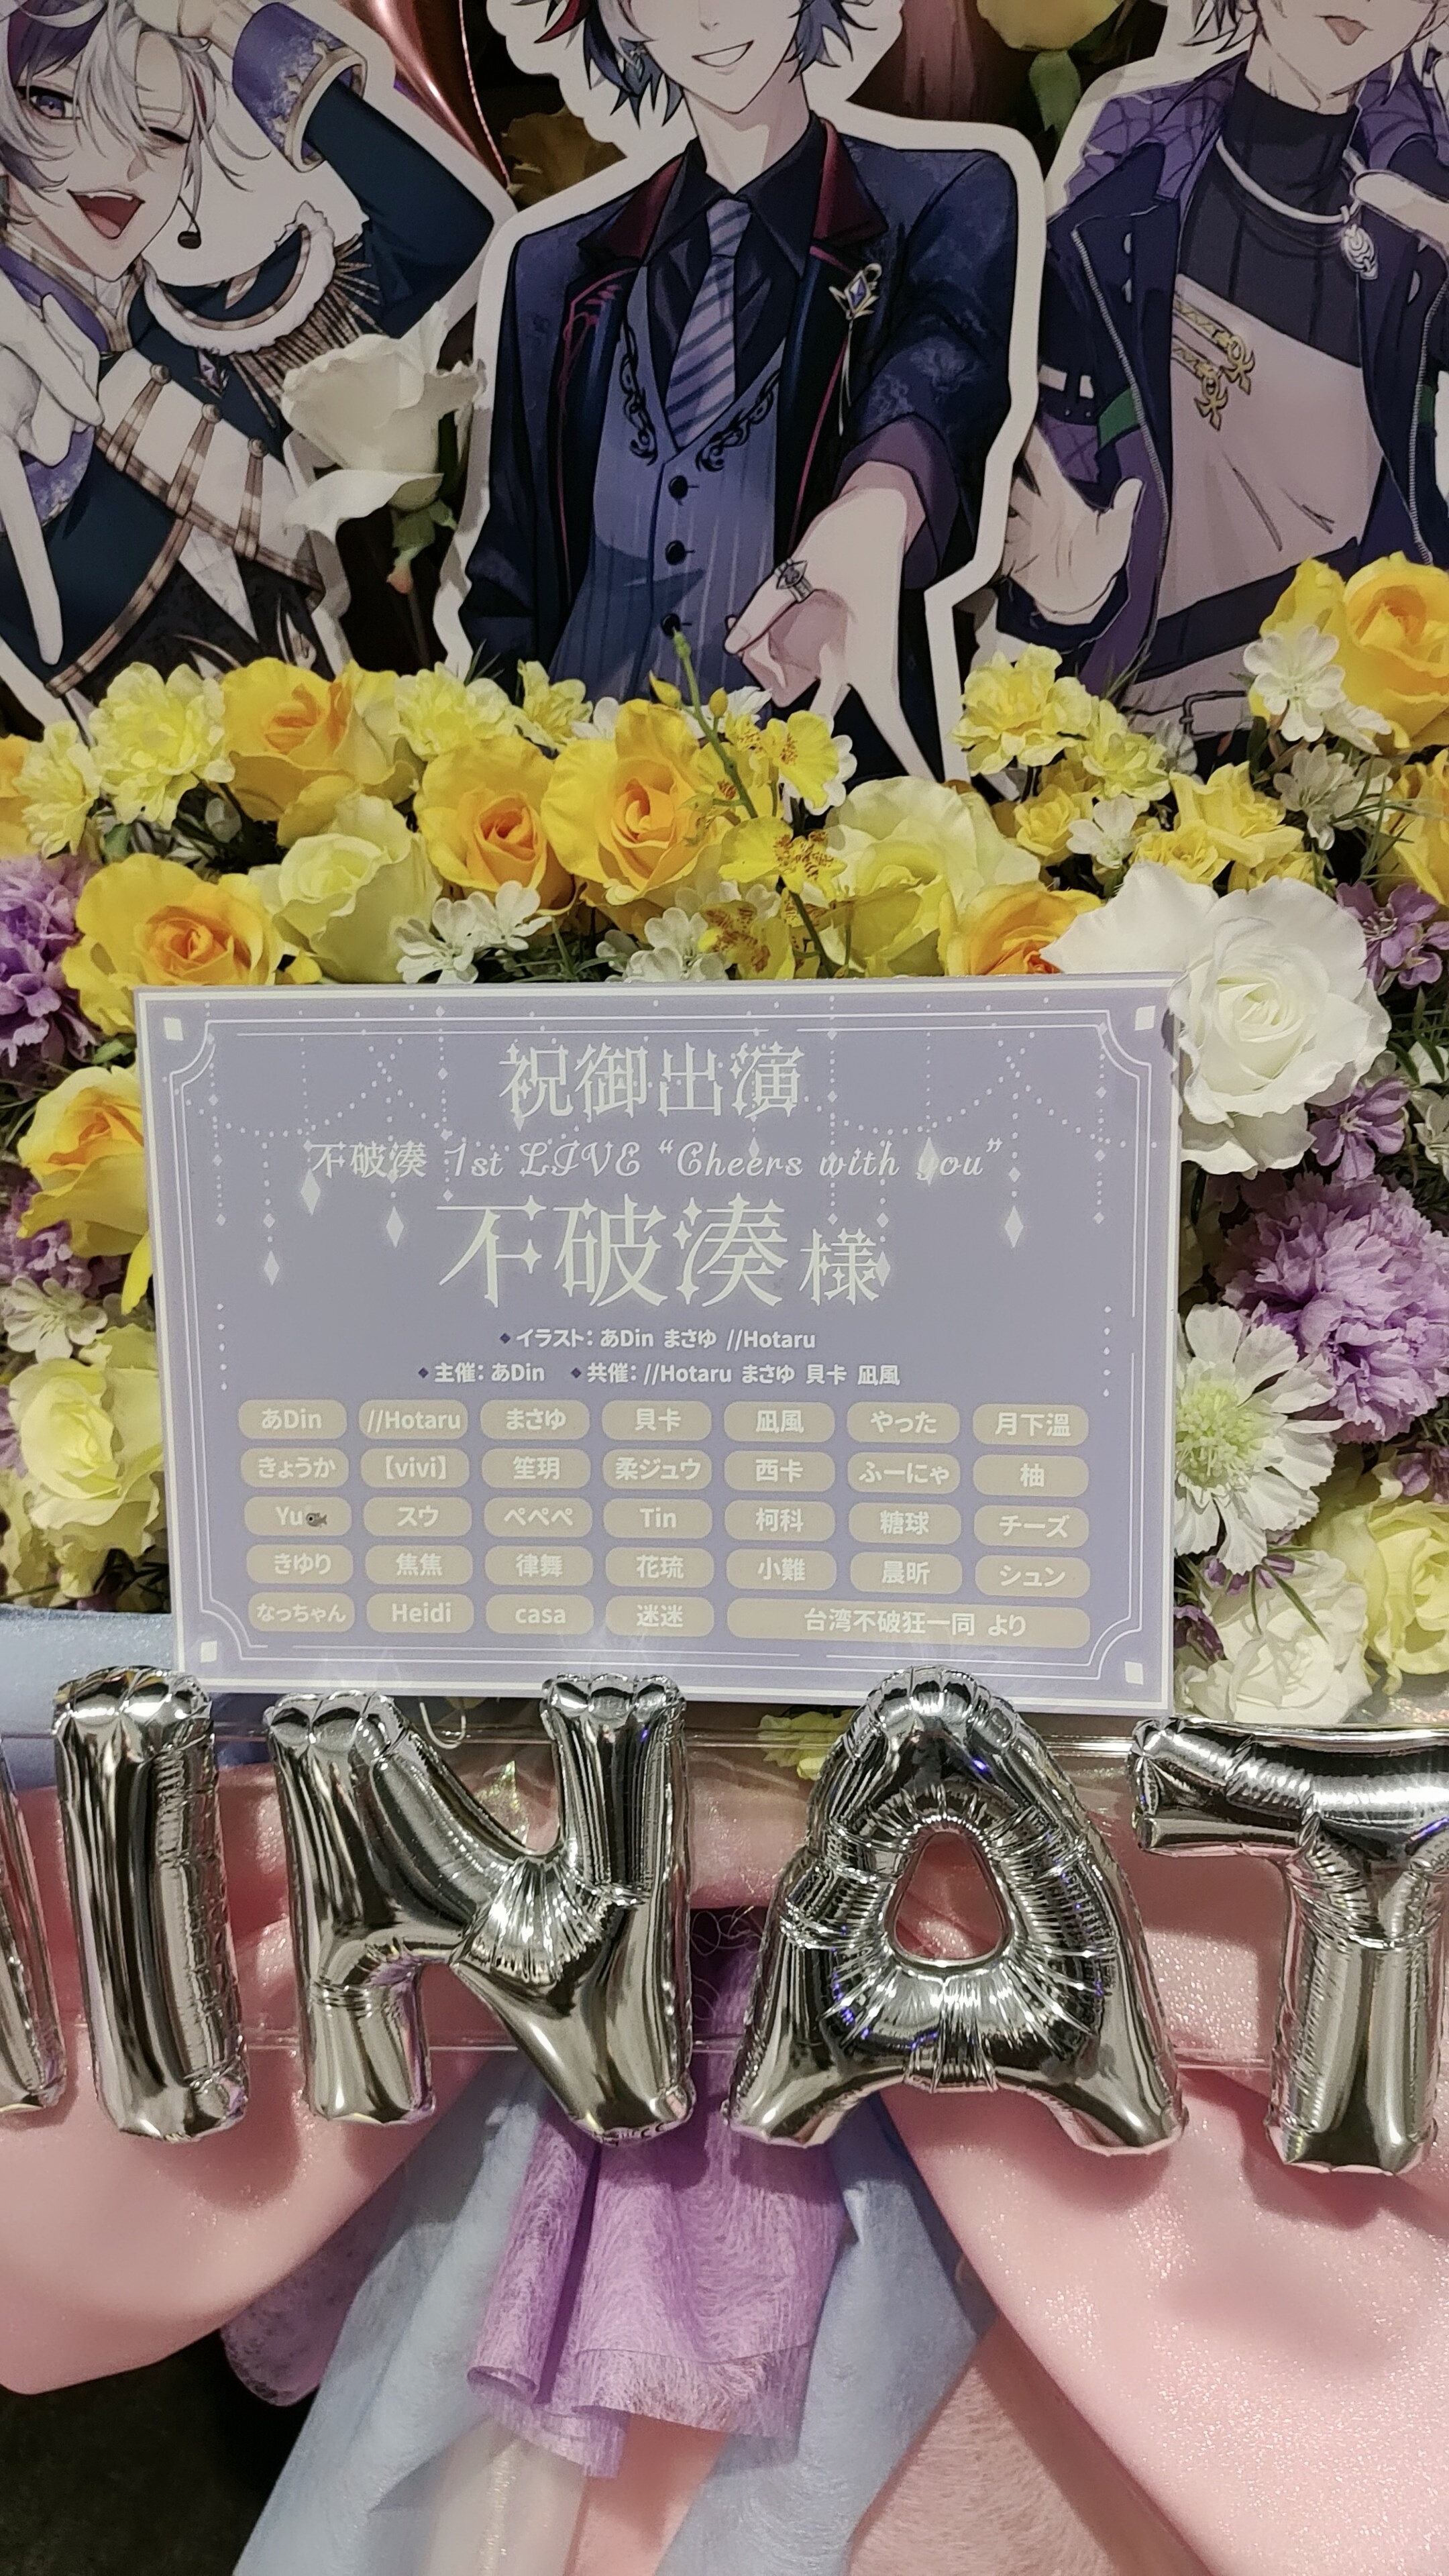 祝御出演
不破湊 1st LIVE “Cheers with you”
不破湊 様
◆イラスト：あDin まさゆ //Hotaru
◆主催：あDin ◆共催：//Hotaru まさゆ 貝卡 凪風
あDin //Hotaru まさゆ 貝卡 凪風 やった 月下溫
きょうか 【vivi】 笙玥 柔ジュウ 西卡 ふーにゃ 柚
Yu🐟 スウ ペペペ Tin 柯科 糖球 チーズ
きゆり 焦焦 律舞 花琉 小難 晨昕 シュン
なっちゃん Heidi casa 迷迷 台湾不破狂一同 より
INAT